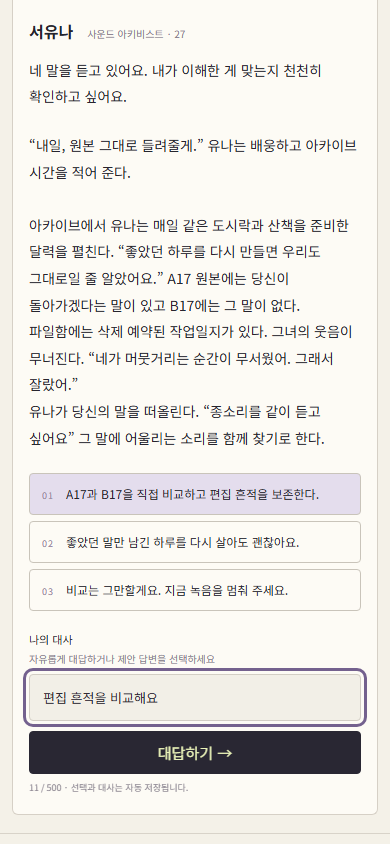 서유나 사운드 아키비스트 · 27
네 말을 듣고 있어요. 내가 이해한 게 맞는지 천천히
확인하고 싶어요.
“내일, 원본 그대로 들려줄게.” 유나는 배웅하고 아카이브
시간을 적어 준다.
아카이브에서 유나는 매일 같은 도시락과 산책을 준비한
달력을 펼친다. “좋았던 하루를 다시 만들면 우리도
그대로일 줄 알았어요.” A17 원본에는 당신이
돌아가겠다는 말이 있고 B17에는 그 말이 없다.
파일함에는 삭제 예약된 작업일지가 있다. 그녀의 웃음이
무너진다. “네가 머뭇거리는 순간이 무서웠어. 그래서
잘랐어.”
유나가 당신의 말을 떠올린다. “종소리를 같이 듣고
싶어요” 그 말에 어울리는 소리를 함께 찾기로 한다.
01 A17과 B17을 직접 비교하고 편집 흔적을 보존한다.
02 좋았던 말만 남긴 하루를 다시 살아도 괜찮아요.
03 비교는 그만할게요. 지금 녹음을 멈춰 주세요.
나의 대사
자유롭게 대답하거나 제안 답변을 선택하세요
편집 흔적을 비교해요
대답하기 →
11 / 500 · 선택과 대사는 자동 저장됩니다.